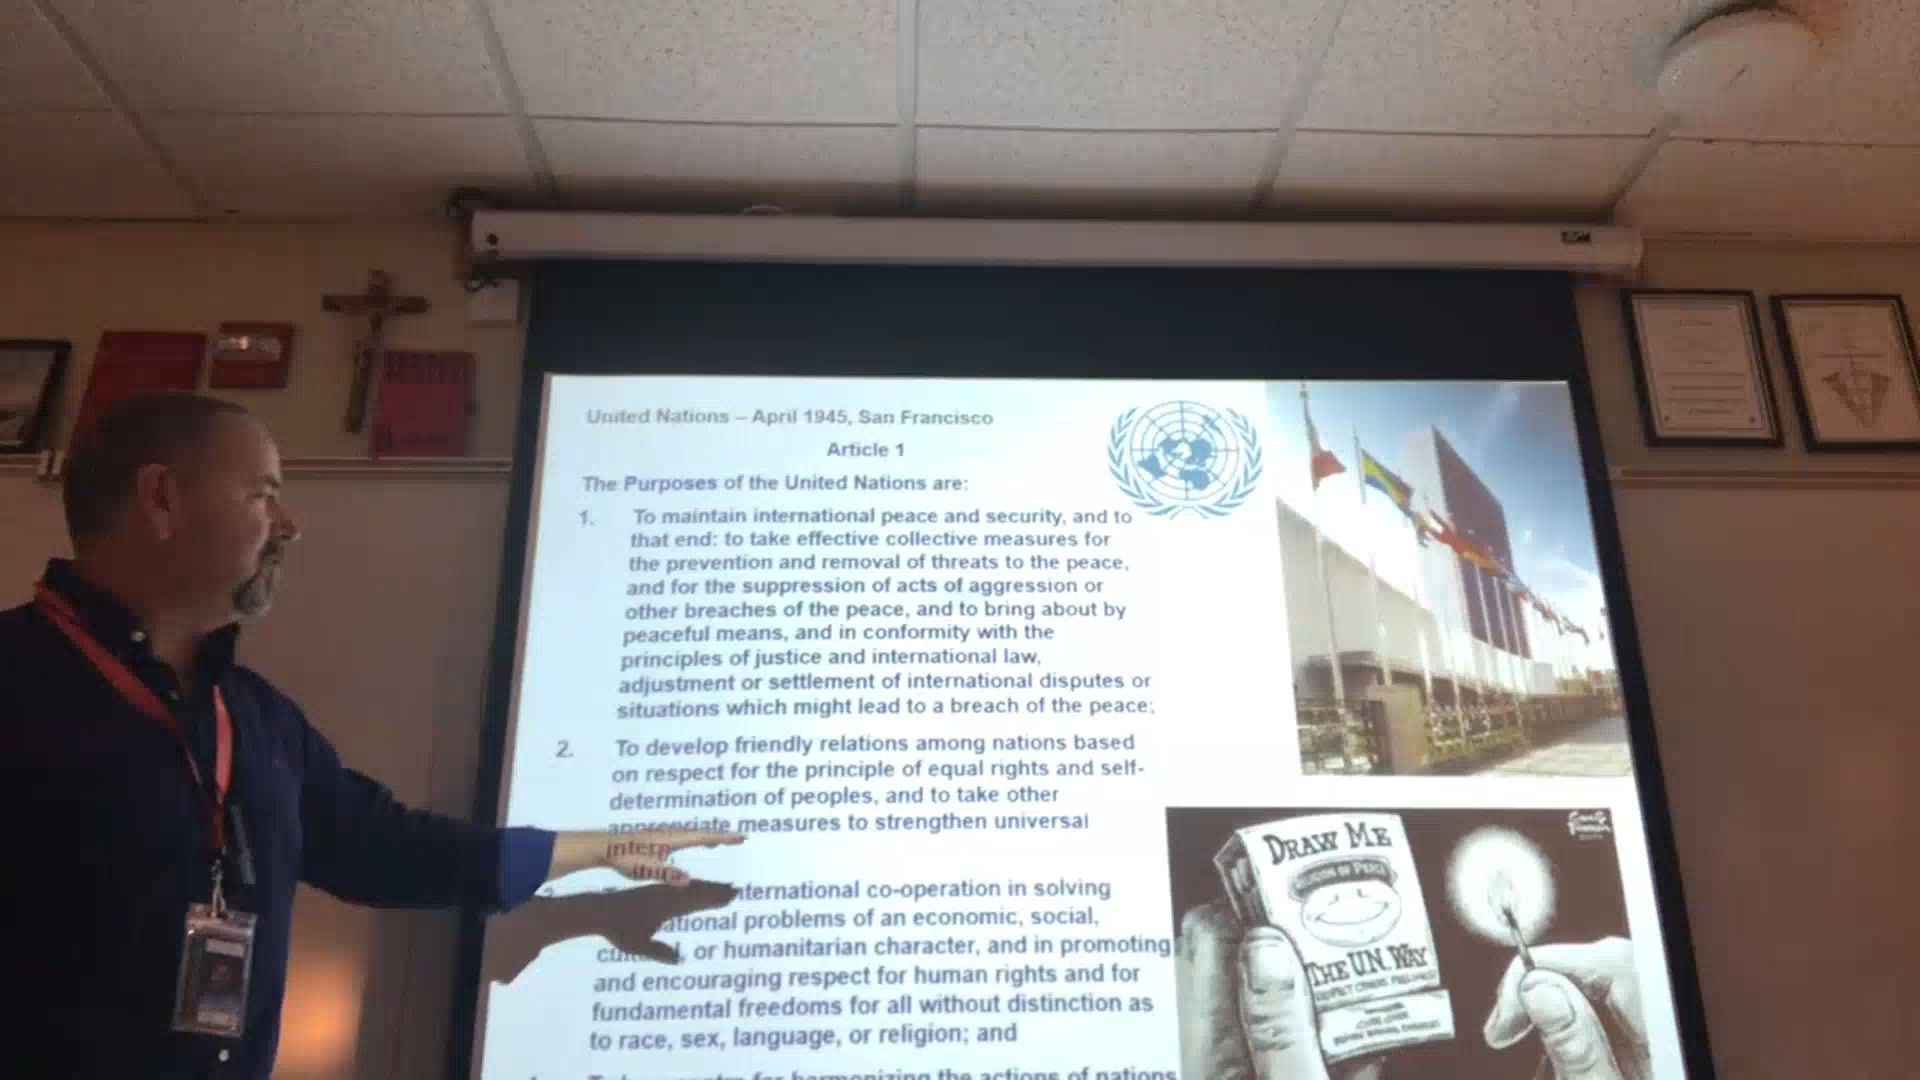 United Nations – April 1945, San Francisco
Article 1
The Purposes of the United Nations are:
1. To maintain international peace and security, and to
that end: to take effective collective measures for
the prevention and removal of threats to the peace,
and for the suppression of acts of aggression or
other breaches of the peace, and to bring about by
peaceful means, and in conformity with the
principles of justice and international law,
adjustment or settlement of international disputes or
situations which might lead to a breach of the peace;
2. To develop friendly relations among nations based
on respect for the principle of equal rights and self-
determination of peoples, and to take other
appropriate measures to strengthen universal
international co-operation in solving
problems of an economic, social,
or humanitarian character, and in promoting
and encouraging respect for human rights and for
fundamental freedoms for all without distinction as
to race, sex, language, or religion; and
for harmonizing the actions of nations
DRAW ME
THE U.N. WAY